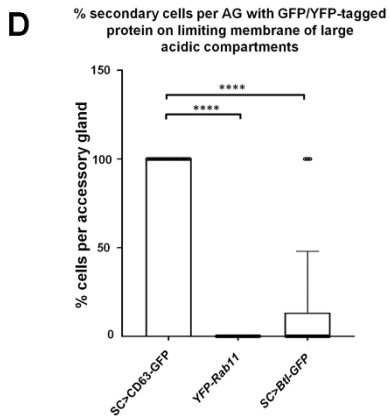 D
% secondary cells per AG with GFP/YFP-tagged
protein on limiting membrane of large
acidic compartments
% cells per accessory gland
150
100
50
0
****
****
SC>CD63-GFP
YFP-Rab11
SC>Btl-GFP